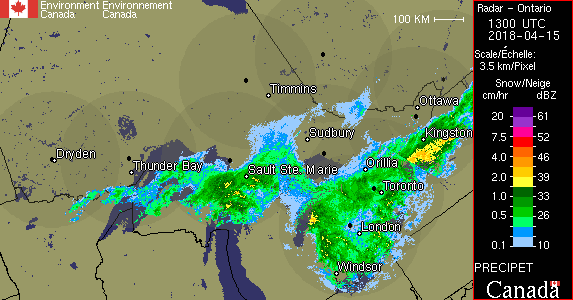 Environment Environnement
Canada Canada
100 KM
Timmins
Ottawa
Sudbury
Kingston
Dryden
Thunder Bay
Sault Ste. Marie
Orillia
Toronto
London
Windsor
Radar - Ontario
1300 UTC
2018-04-15
Scale/Échelle:
3.5 km/Pixel
Snow/Neige
cm/hr dBZ
20 61
7.5 52
4.0 46
2.0 39
1.0 33
0.5 26
0.1 10
PRECIPET
Canada